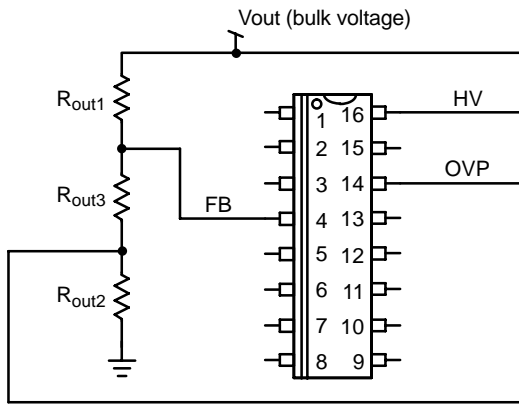 Vout (bulk voltage)
Rout1
Rout3
Rout2
FB
HV
OVP
1 16
2 15
3 14
4 13
5 12
6 11
7 10
8 9